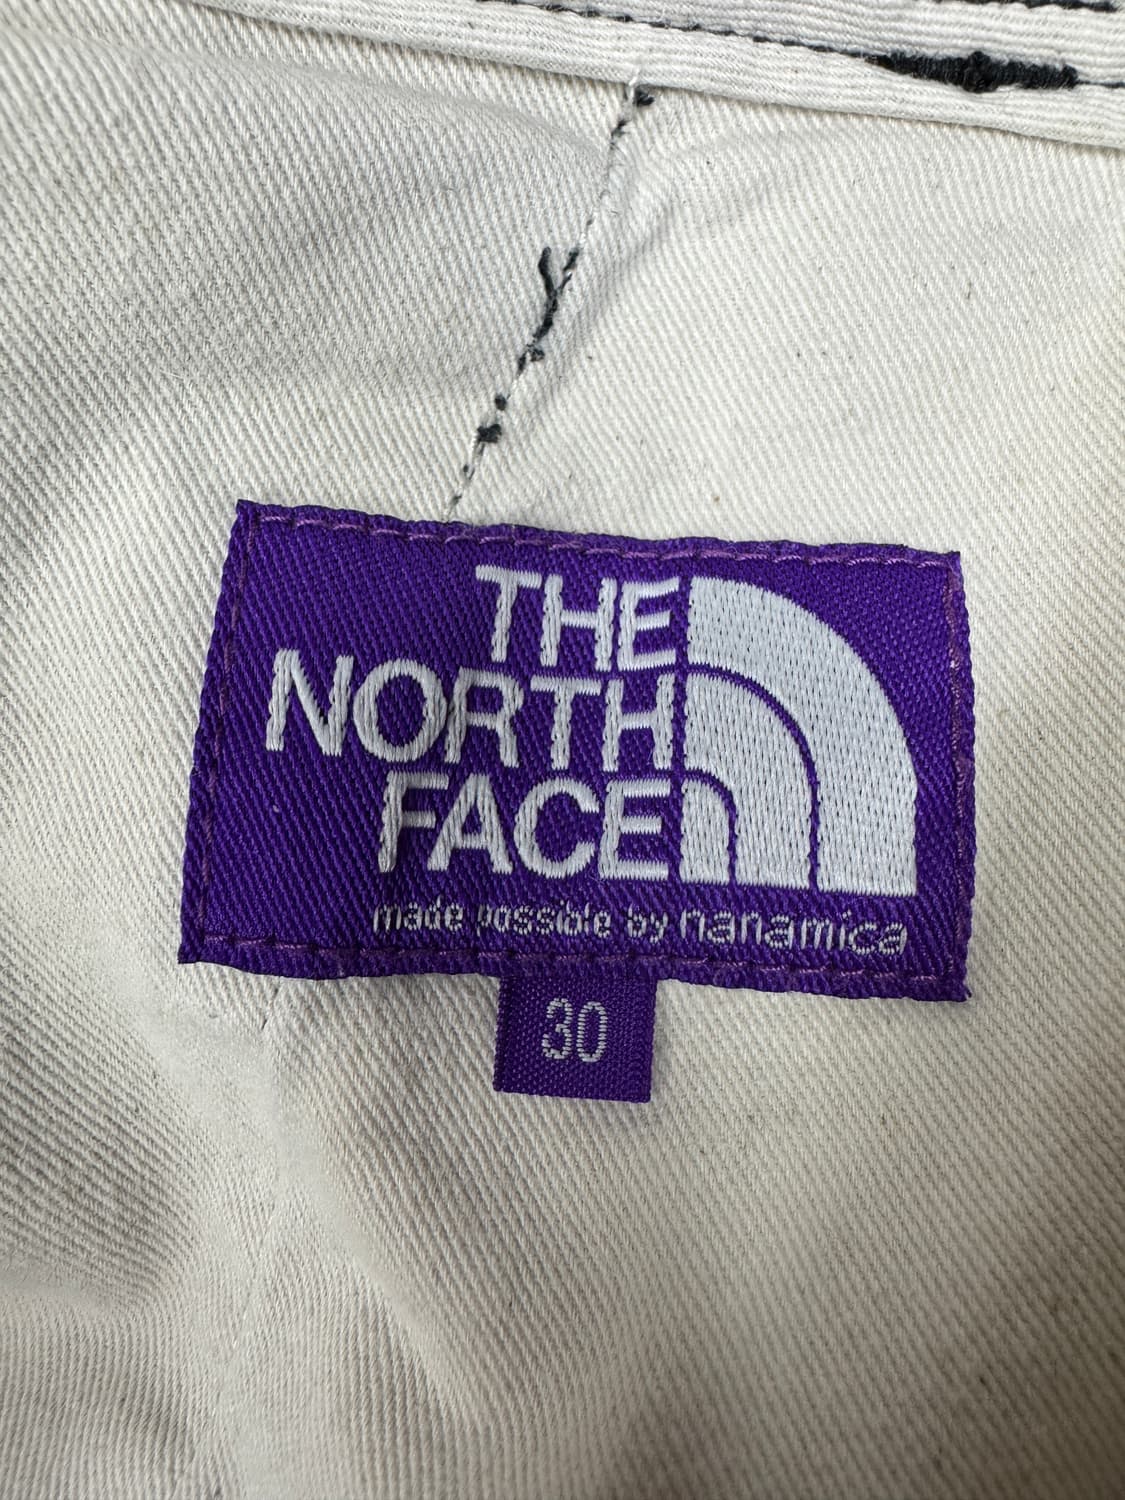 THE
NORTH
FACE
made possible by nanamica
30